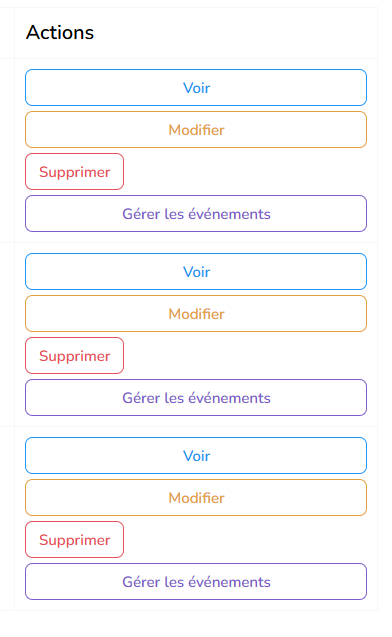 Actions
Voir
Modifier
Supprimer
Gérer les événements
Voir
Modifier
Supprimer
Gérer les événements
Voir
Modifier
Supprimer
Gérer les événements